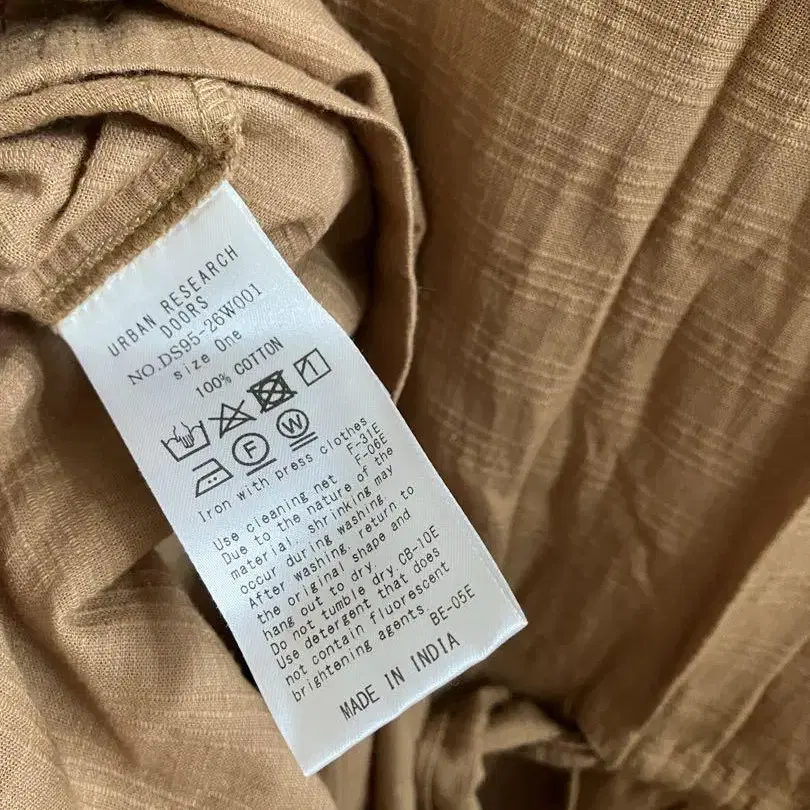 URBAN RESEARCH
DOORS
NO.DS95-26W001
size One
100% COTTON
F
W
Iron with press clothes
Use cleaning net F-31E
Due to the nature of the F-06E
material, shrinking may
occur during washing.
After washing, return to
the original shape and
hang out to dry.
Do not tumble dry.CB-10E
Use detergent that does
not contain fluorescent
brightening agents. BE-05E
MADE IN INDIA